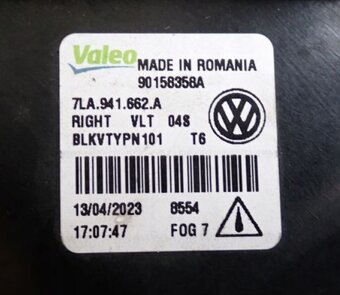 Valeo MADE IN ROMANIA
90158358A
7LA.941.662.A
RIGHT VLT 048
BLKVTYPN101 T6
13/04/2023 8554
17:07:47 FOG 7